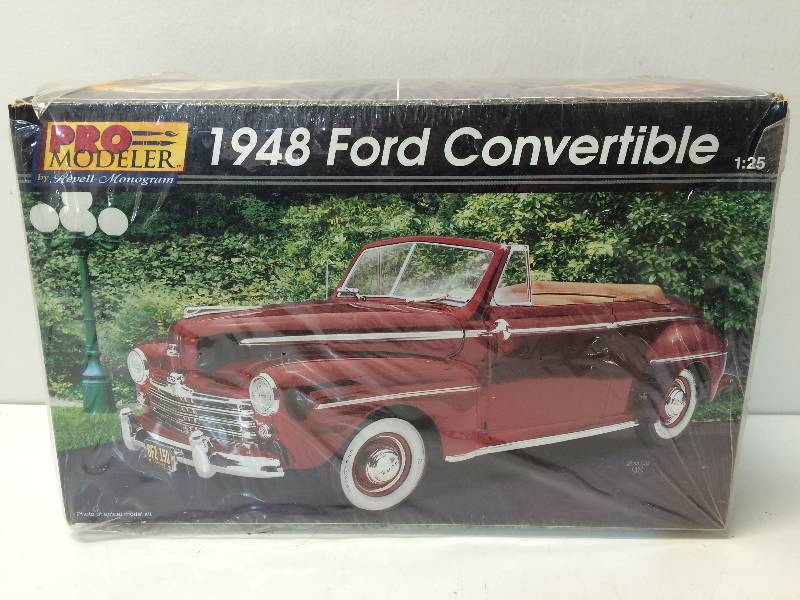 PRO
MODELER
by Revell-Monogram
1948 Ford Convertible
1:25
Photo of actual model kit.